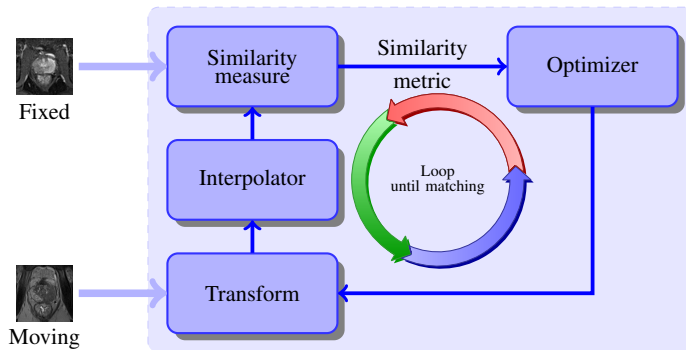 Similarity
measure
Similarity
metric
Optimizer
Fixed
Interpolator
Loop
until matching
Transform
Moving